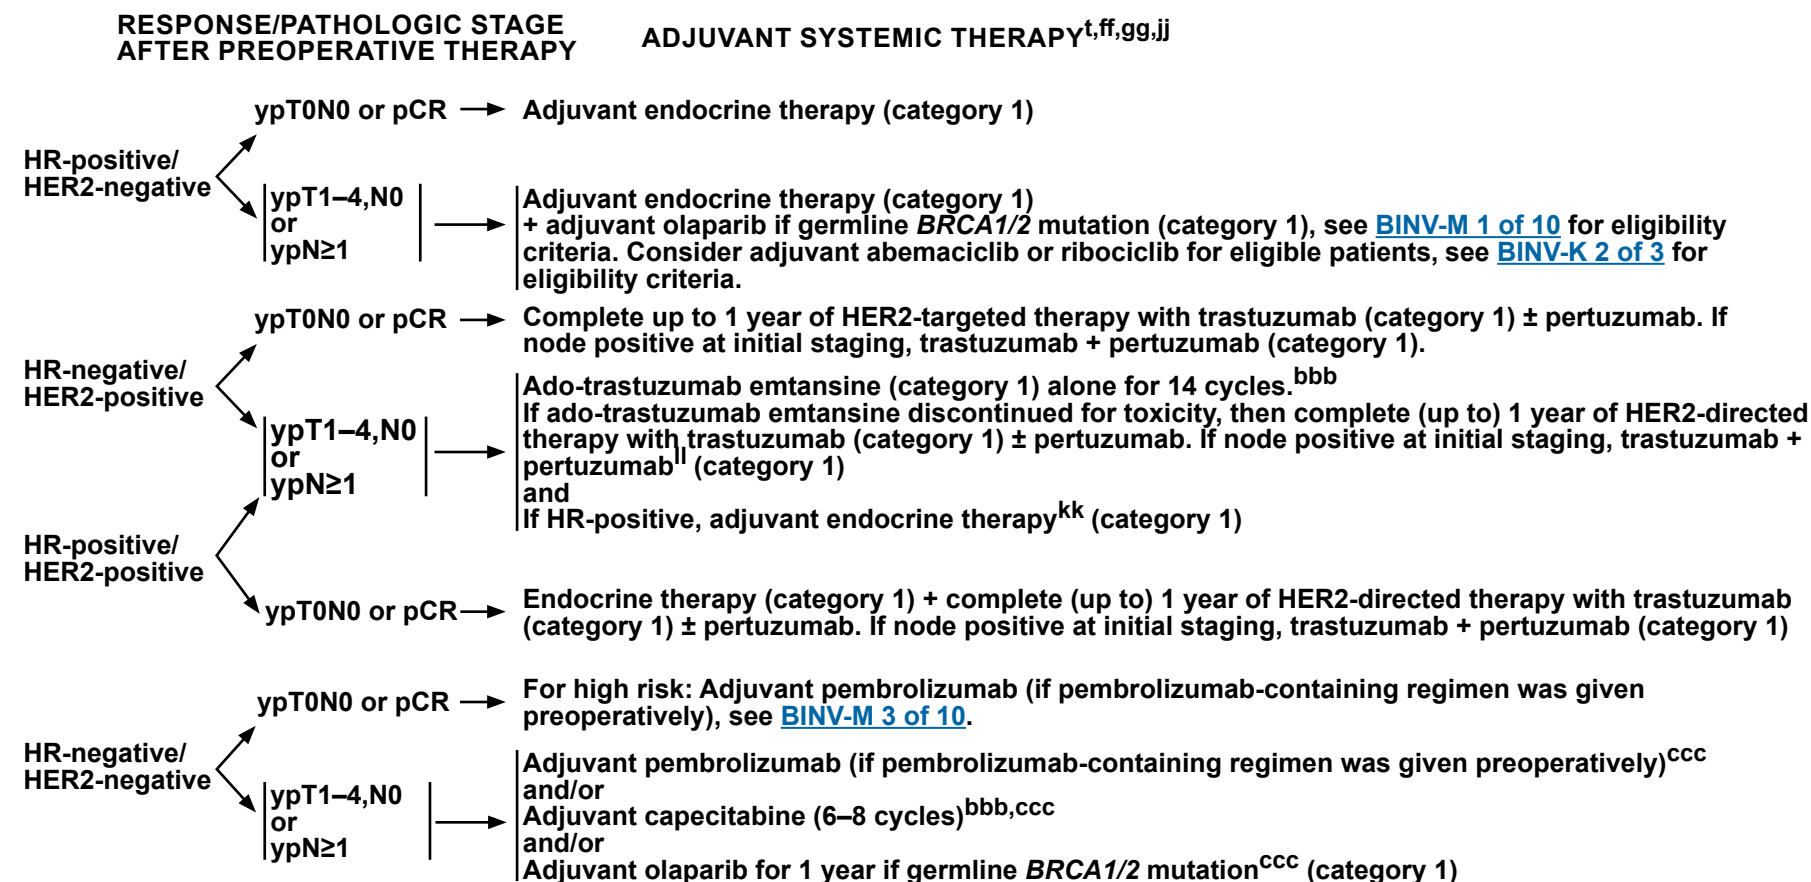 RESPONSE/PATHOLOGIC STAGE
AFTER PREOPERATIVE THERAPY
ADJUVANT SYSTEMIC THERAPYt,ff,gg,jj
HR-positive/
HER2-negative
ypT0N0 or pCR
Adjuvant endocrine therapy (category 1)
ypT1–4,N0
or
ypN≥1
Adjuvant endocrine therapy (category 1)
+ adjuvant olaparib if germline BRCA1/2 mutation (category 1), see BINV-M 1 of 10 for eligibility
criteria. Consider adjuvant abemaciclib or ribociclib for eligible patients, see BINV-K 2 of 3 for
eligibility criteria.
HR-negative/
HER2-positive
ypT0N0 or pCR
Complete up to 1 year of HER2-targeted therapy with trastuzumab (category 1) ± pertuzumab. If
node positive at initial staging, trastuzumab + pertuzumab (category 1).
ypT1–4,N0
or
ypN≥1
Ado-trastuzumab emtansine (category 1) alone for 14 cycles.bbb
If ado-trastuzumab emtansine discontinued for toxicity, then complete (up to) 1 year of HER2-directed
therapy with trastuzumab (category 1) ± pertuzumab. If node positive at initial staging, trastuzumab +
pertuzumabll (category 1)
and
If HR-positive, adjuvant endocrine therapykk (category 1)
HR-positive/
HER2-positive
ypT0N0 or pCR
Endocrine therapy (category 1) + complete (up to) 1 year of HER2-directed therapy with trastuzumab
(category 1) ± pertuzumab. If node positive at initial staging, trastuzumab + pertuzumab (category 1)
HR-negative/
HER2-negative
ypT0N0 or pCR
For high risk: Adjuvant pembrolizumab (if pembrolizumab-containing regimen was given
preoperatively), see BINV-M 3 of 10.
ypT1–4,N0
or
ypN≥1
Adjuvant pembrolizumab (if pembrolizumab-containing regimen was given preoperatively)ccc
and/or
Adjuvant capecitabine (6–8 cycles)bbb,ccc
and/or
Adjuvant olaparib for 1 year if germline BRCA1/2 mutationccc (category 1)